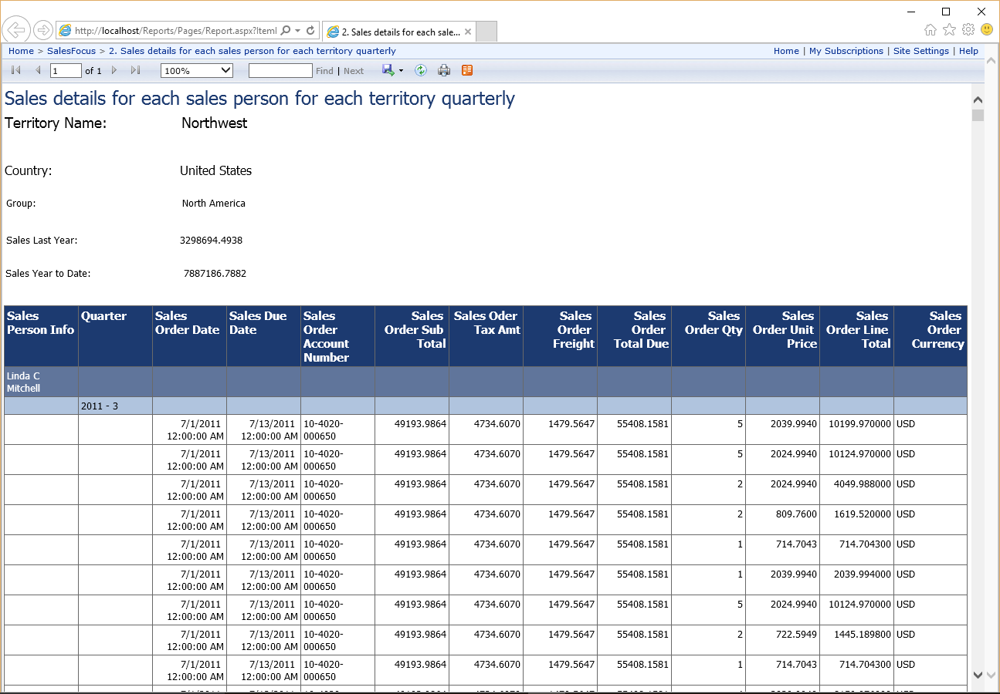 http://localhost/Reports/Pages/Report.aspx?ItemI
2. Sales details for each sale...
Home > SalesFocus > 2. Sales details for each sales person for each territory quarterly
Home | My Subscriptions | Site Settings | Help
1 of 1 100% Find | Next
Sales details for each sales person for each territory quarterly
Territory Name: Northwest
Country: United States
Group: North America
Sales Last Year: 3298694.4938
Sales Year to Date: 7887186.7882
Sales Person Info Quarter Sales Order Date Sales Due Date Sales Order Account Number Sales Order Sub Total Sales Oder Tax Amt Sales Order Freight Sales Order Total Due Sales Order Qty Sales Order Unit Price Sales Order Line Total Sales Order Currency
Linda C
Mitchell
2011 - 3
7/1/2011 7/13/2011 10-4020- 49193.9864 4734.6070 1479.5647 55408.1581 5 2039.9940 10199.970000 USD
12:00:00 AM 12:00:00 AM 000650
7/1/2011 7/13/2011 10-4020- 49193.9864 4734.6070 1479.5647 55408.1581 5 2024.9940 10124.970000 USD
12:00:00 AM 12:00:00 AM 000650
7/1/2011 7/13/2011 10-4020- 49193.9864 4734.6070 1479.5647 55408.1581 2 2024.9940 4049.988000 USD
12:00:00 AM 12:00:00 AM 000650
7/1/2011 7/13/2011 10-4020- 49193.9864 4734.6070 1479.5647 55408.1581 2 809.7600 1619.520000 USD
12:00:00 AM 12:00:00 AM 000650
7/1/2011 7/13/2011 10-4020- 49193.9864 4734.6070 1479.5647 55408.1581 1 714.7043 714.704300 USD
12:00:00 AM 12:00:00 AM 000650
7/1/2011 7/13/2011 10-4020- 49193.9864 4734.6070 1479.5647 55408.1581 1 2039.9940 2039.994000 USD
12:00:00 AM 12:00:00 AM 000650
7/1/2011 7/13/2011 10-4020- 49193.9864 4734.6070 1479.5647 55408.1581 5 2024.9940 10124.970000 USD
12:00:00 AM 12:00:00 AM 000650
7/1/2011 7/13/2011 10-4020- 49193.9864 4734.6070 1479.5647 55408.1581 2 722.5949 1445.189800 USD
12:00:00 AM 12:00:00 AM 000650
7/1/2011 7/13/2011 10-4020- 49193.9864 4734.6070 1479.5647 55408.1581 1 714.7043 714.704300 USD
12:00:00 AM 12:00:00 AM 000650